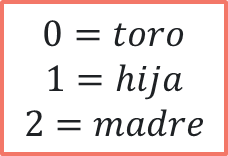 0 = toro
1 = hija
2 = madre